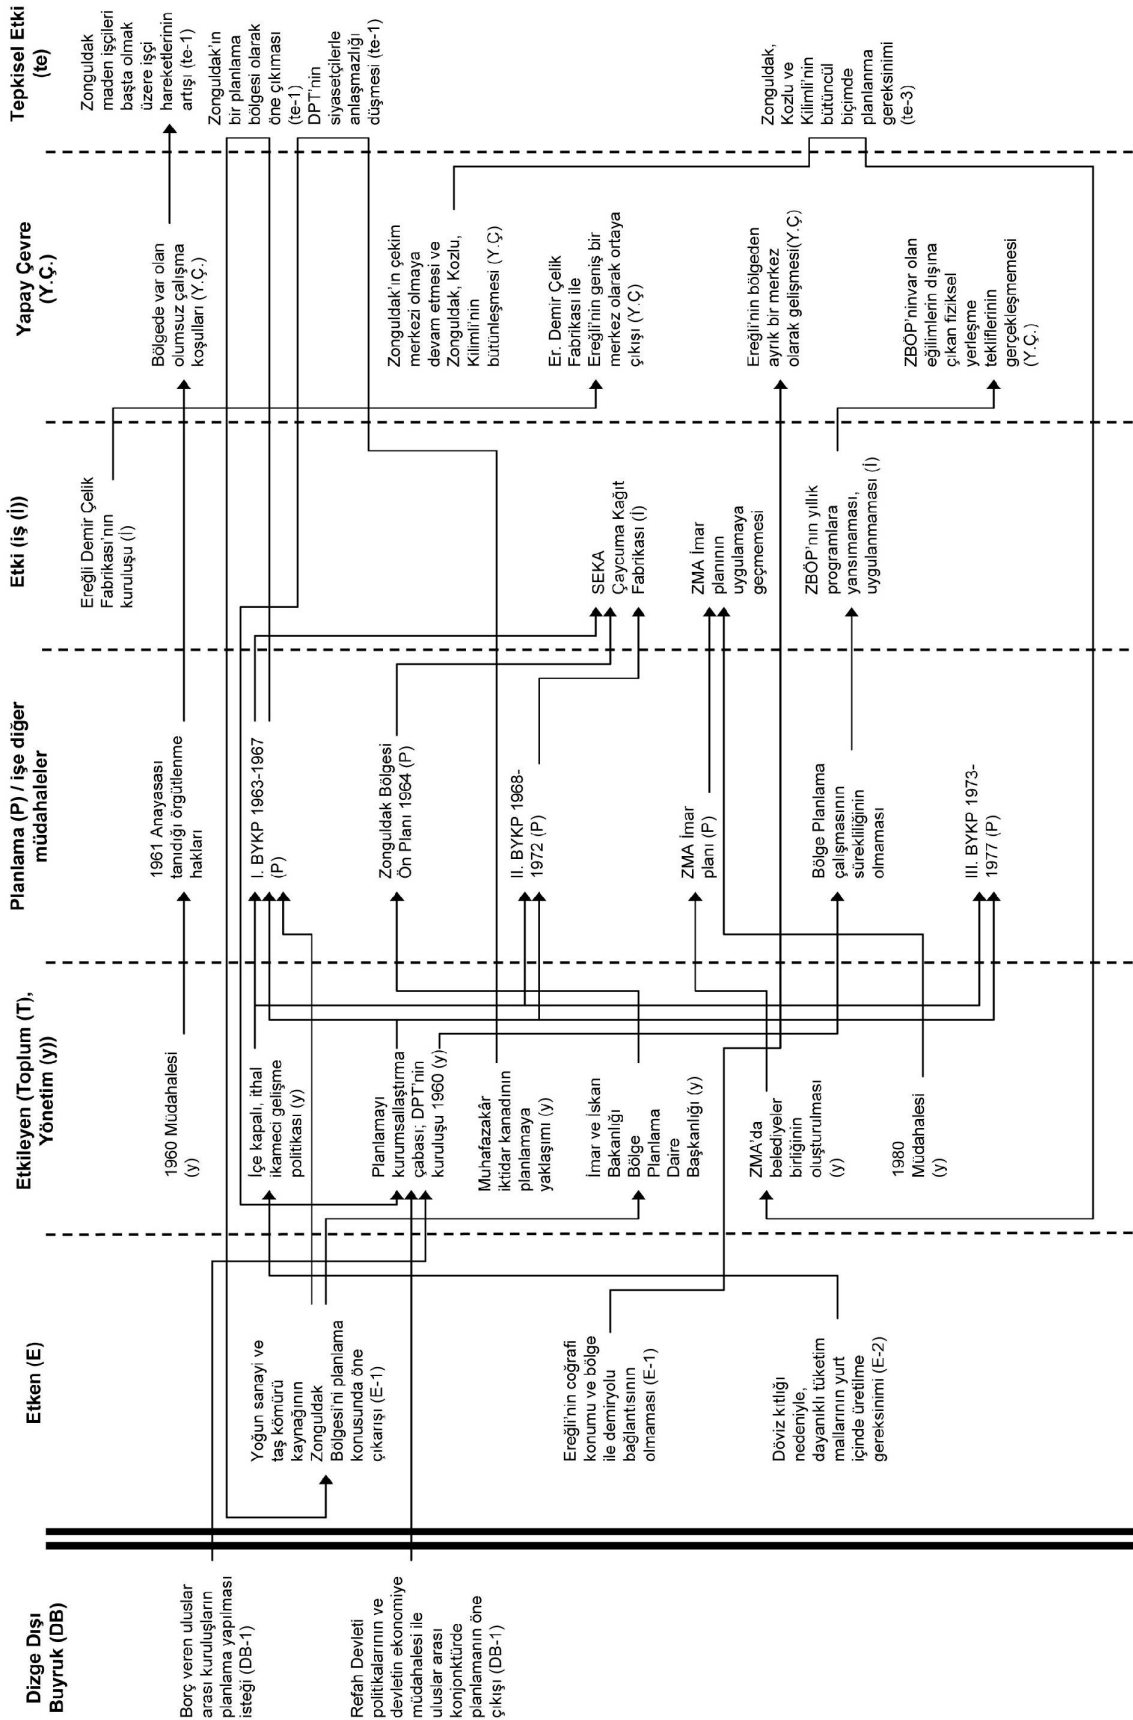 Dizge Dışı
Buyruk (DB)
Borç veren uluslar
arası kuruluşların
planlama yapılması
isteği (DB-1)
Refah Devleti
politikalarının ve
devletin ekonomiye
müdahalesi ile
uluslar arası
konjonktürde
planlamanın öne
çıkışı (DB-1)
Etken (E)
Yoğun sanayi ve
taş kömürü
kaynağının
Zonguldak
Bölgesi'ni planlama
konusunda öne
çıkarışı (E-1)
Ereğli'nin coğrafi
konumu ve bölge
ile demiryolu
bağlantısının
olmaması (E-1)
Döviz kıtlığı
nedeniyle,
dayanıklı tüketim
mallarının yurt
içinde üretilme
gereksinimi (E-2)
Etkileyen (Toplum (T),
Yönetim (y))
1960 Müdahalesi
(y)
İçe kapalı, ithal
ikameci gelişme
politikası (y)
Planlamayı
kurumsallaştırma
çabası; DPT'nin
kuruluşu 1960 (y)
Muhafazakâr
iktidar kanadının
planlamaya
yaklaşımı (y)
İmar ve İskan
Bakanlığı
Bölge
Planlama
Daire
Başkanlığı (y)
ZMA'da
belediyeler
birliğinin
oluşturulması
(y)
1980
Müdahalesi
(y)
Planlama (P) / işe diğer
müdahaleler
1961 Anayasası
tanıdığı örgütlenme
hakları
I. BYKP 1963-1967
(P)
Zonguldak Bölgesi
Ön Planı 1964 (P)
II. BYKP 1968-
1972 (P)
ZMA İmar
planı (P)
Bölge Planlama
çalışmasının
sürekliliğinin
olmaması
III. BYKP 1973-
1977 (P)
Etki (iş (İ))
Ereğli Demir Çelik
Fabrikası'nın
kuruluşu (İ)
SEKA
Çaycuma Kağıt
Fabrikası (İ)
ZMA İmar
planının
uygulamaya
geçmemesi
ZBÖP'nın yıllık
programlara
yansımaması,
uygulanmaması (İ)
Yapay Çevre
(Y.Ç.)
Bölgede var olan
olumsuz çalışma
koşulları (Y.Ç.)
Zonguldak'ın çekim
merkezi olmaya
devam etmesi ve
Zonguldak, Kozlu,
Kilimli'nin
bütünleşmesi (Y.Ç)
Er. Demir Çelik
Fabrikası ile
Ereğli'nin geniş bir
merkez olarak ortaya
çıkışı (Y.Ç)
Ereğli'nin bölgeden
ayrık bir merkez
olarak gelişmesi(Y.Ç)
ZBÖP'ninvar olan
eğilimlerin dışına
çıkan fiziksel
yerleşme
tekliflerinin
gerçekleşmemesi
(Y.Ç.)
Tepkisel Etki
(te)
Zonguldak
maden işçileri
başta olmak
üzere işçi
hareketlerinin
artışı (te-1)
Zonguldak'ın
bir planlama
bölgesi olarak
öne çıkması
(te-1)
DPT'nin
siyasetçilerle
anlaşmazlığı
düşmesi (te-1)
Zonguldak,
Kozlu ve
Kilimli'nin
bütüncül
biçimde
planlanma
gereksinimi
(te-3)